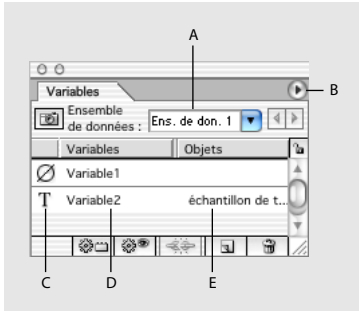 A
B
Variables
Ensemble
de données : Ens. de don. 1
Variables Objets
Variable1
T Variable2 échantillon de t...
C D E